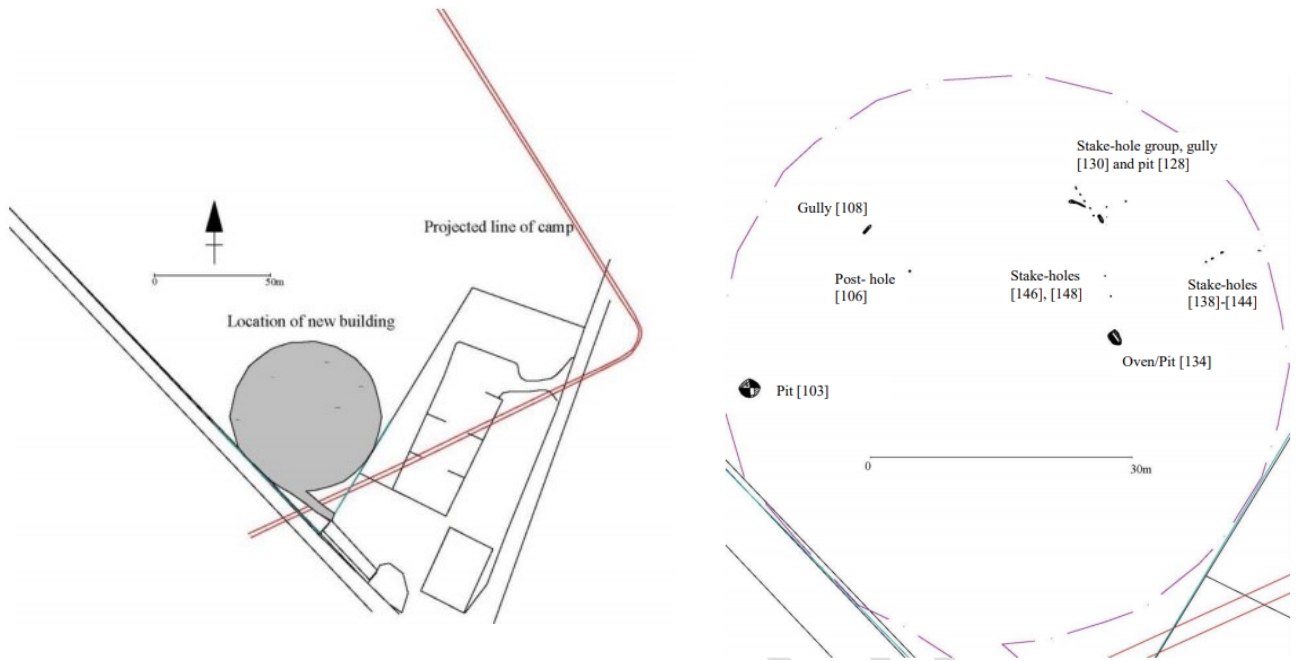 Projected line of camp
0
50m
Location of new building
Stake-hole group, gully
[130] and pit [128]
Gully [108]
Post- hole
[106]
Stake-holes
[146], [148]
Stake-holes
[138]-[144]
Oven/Pit [134]
Pit [103]
0
30m